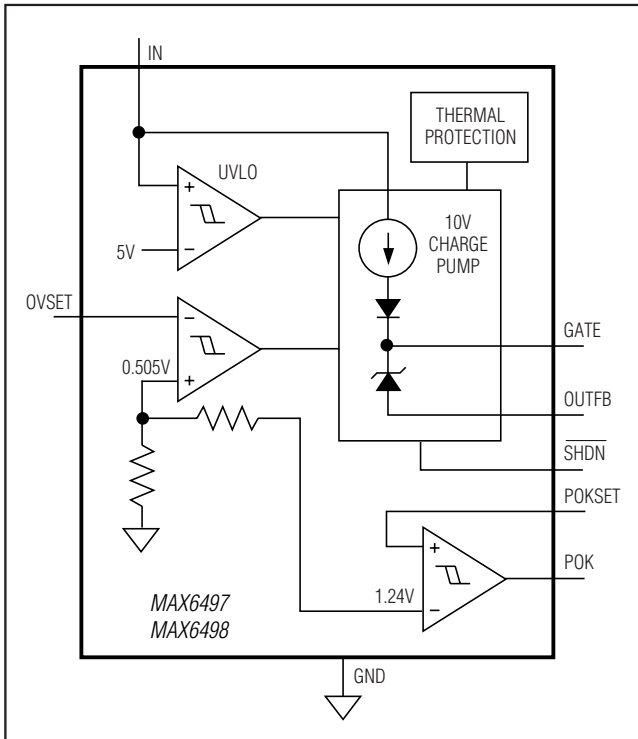 IN
THERMAL
PROTECTION
UVLO
+
−
5V
10V
CHARGE
PUMP
OVSET
−
+
0.505V
GATE
OUTFB
SHDN
POKSET
+
−
1.24V
POK
MAX6497
MAX6498
GND